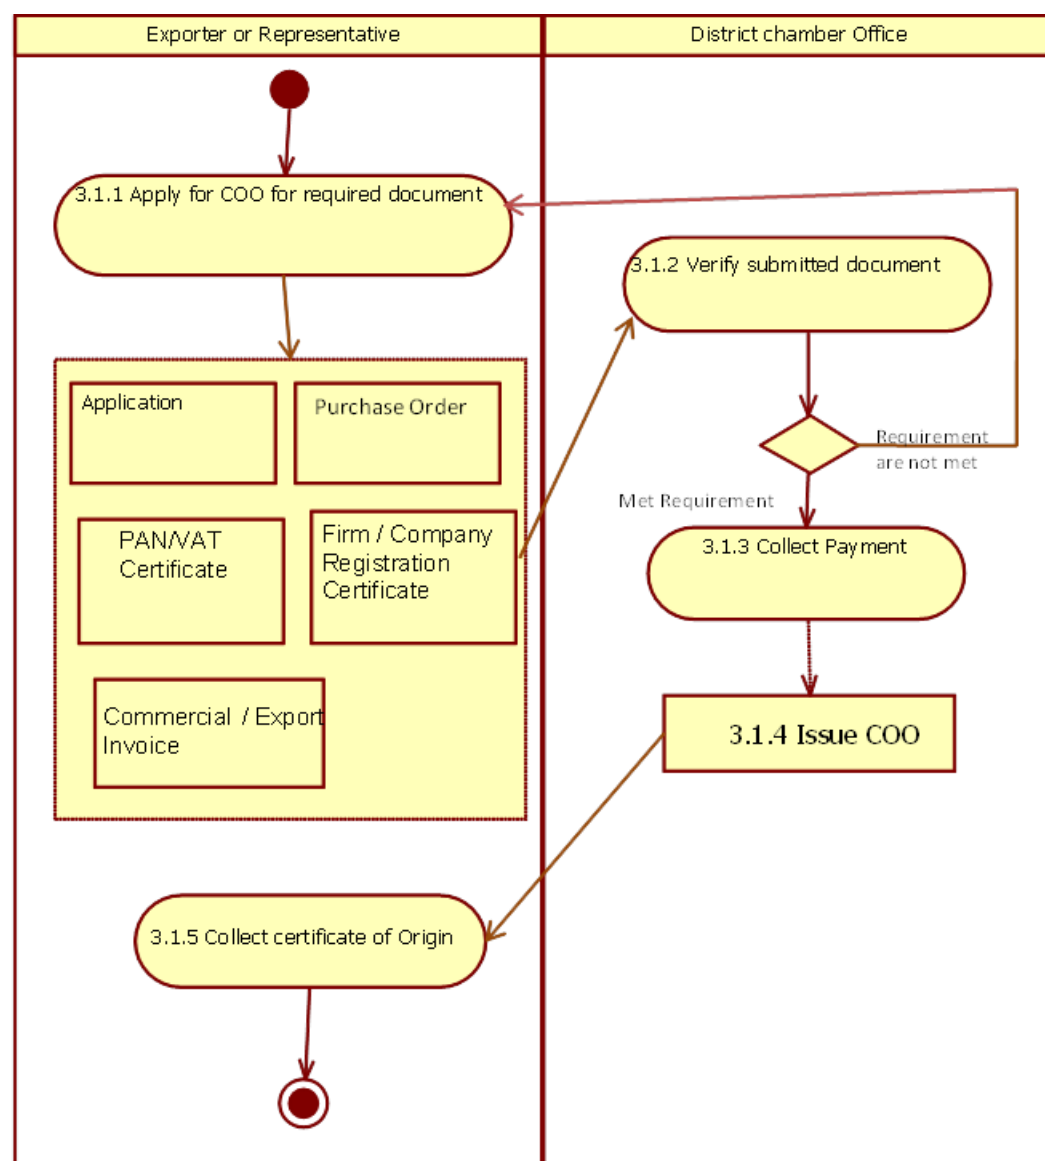 Exporter or Representative
District chamber Office
3.1.1 Apply for COO for required document
3.1.2 Verify submitted document
Application
Purchase Order
Requirement
are not met
Met Requirement
PAN/VAT
Certificate
Firm / Company
Registration
Certificate
3.1.3 Collect Payment
Commercial / Export
Invoice
3.1.4 Issue COO
3.1.5 Collect certificate of Origin